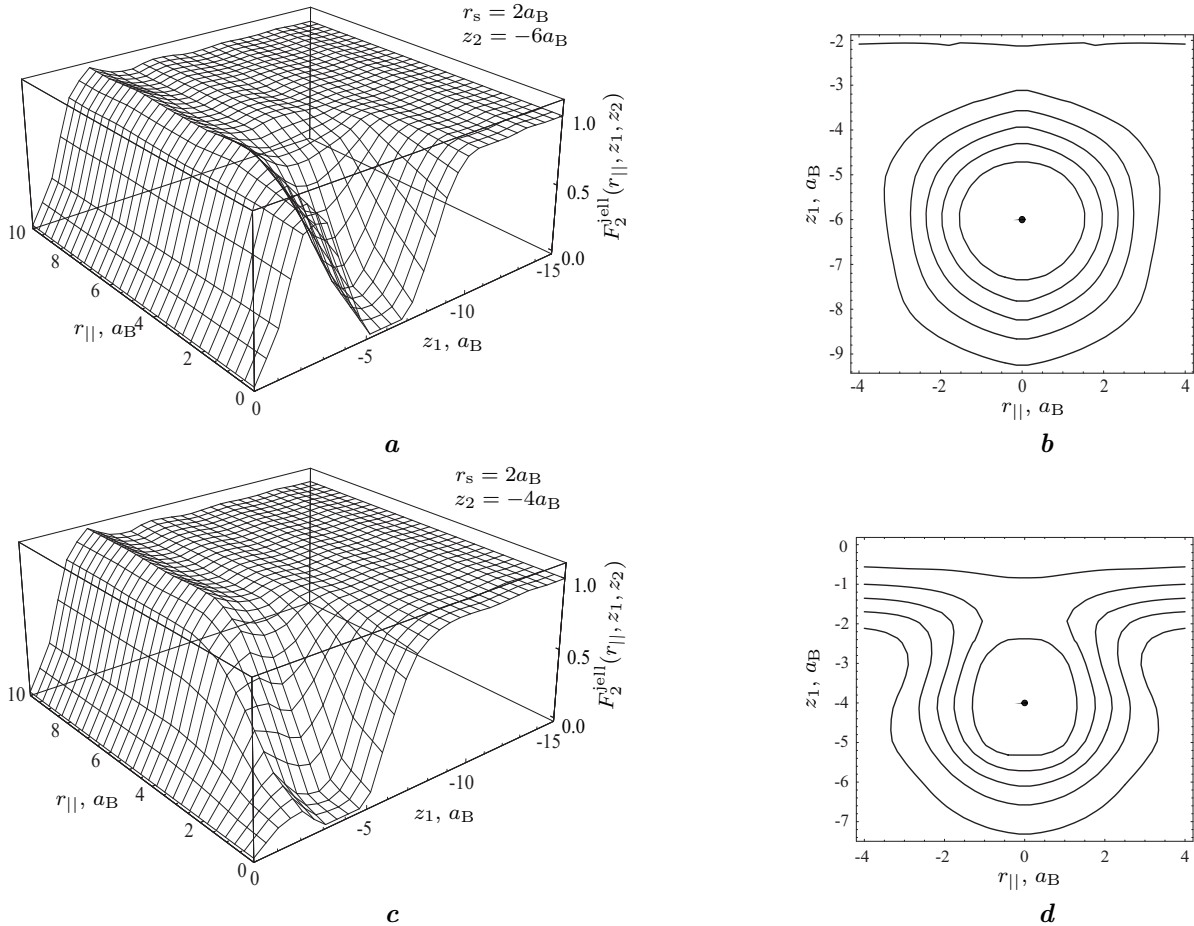 r_s = 2a_B
z_2 = −6a_B
F_2^jell(r_||, z_1, z_2)
1.0
0.5
0.0
10
8
6
4
2
0
r_||, a_B
0
-5
-10
-15
z_1, a_B
a
-2
-3
-4
-5
-6
-7
-8
-9
z_1, a_B
-4
-2
0
2
4
r_||, a_B
b
r_s = 2a_B
z_2 = −4a_B
F_2^jell(r_||, z_1, z_2)
1.0
0.5
0.0
10
8
6
4
2
0
r_||, a_B
0
-5
-10
-15
z_1, a_B
c
0
-1
-2
-3
-4
-5
-6
-7
z_1, a_B
-4
-2
0
2
4
r_||, a_B
d